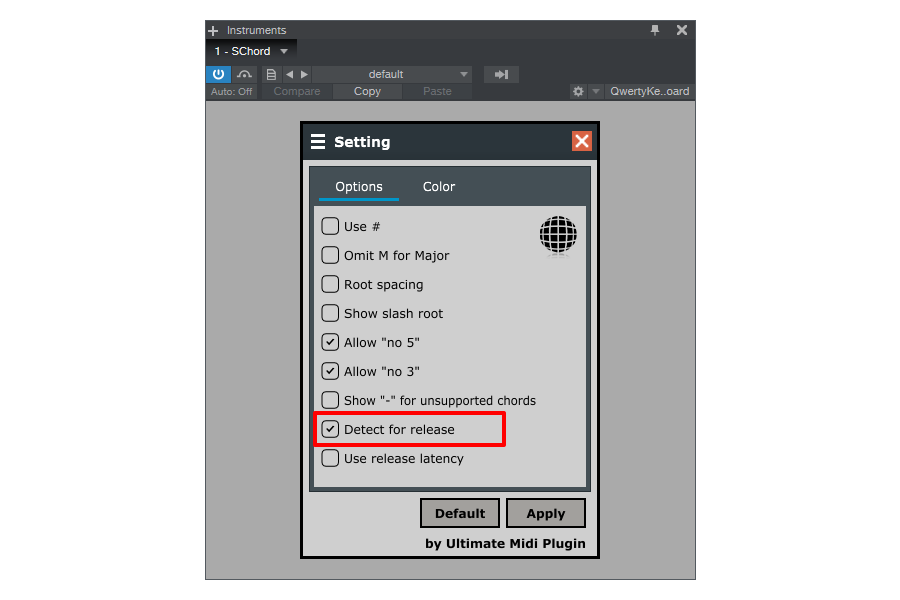 Instruments
1 - SChord
default
Auto: Off
Compare
Copy
Paste
QwertyKe..oard
Setting
Options
Color
Use #
Omit M for Major
Root spacing
Show slash root
Allow "no 5"
Allow "no 3"
Show "-" for unsupported chords
Detect for release
Use release latency
Default
Apply
by Ultimate Midi Plugin